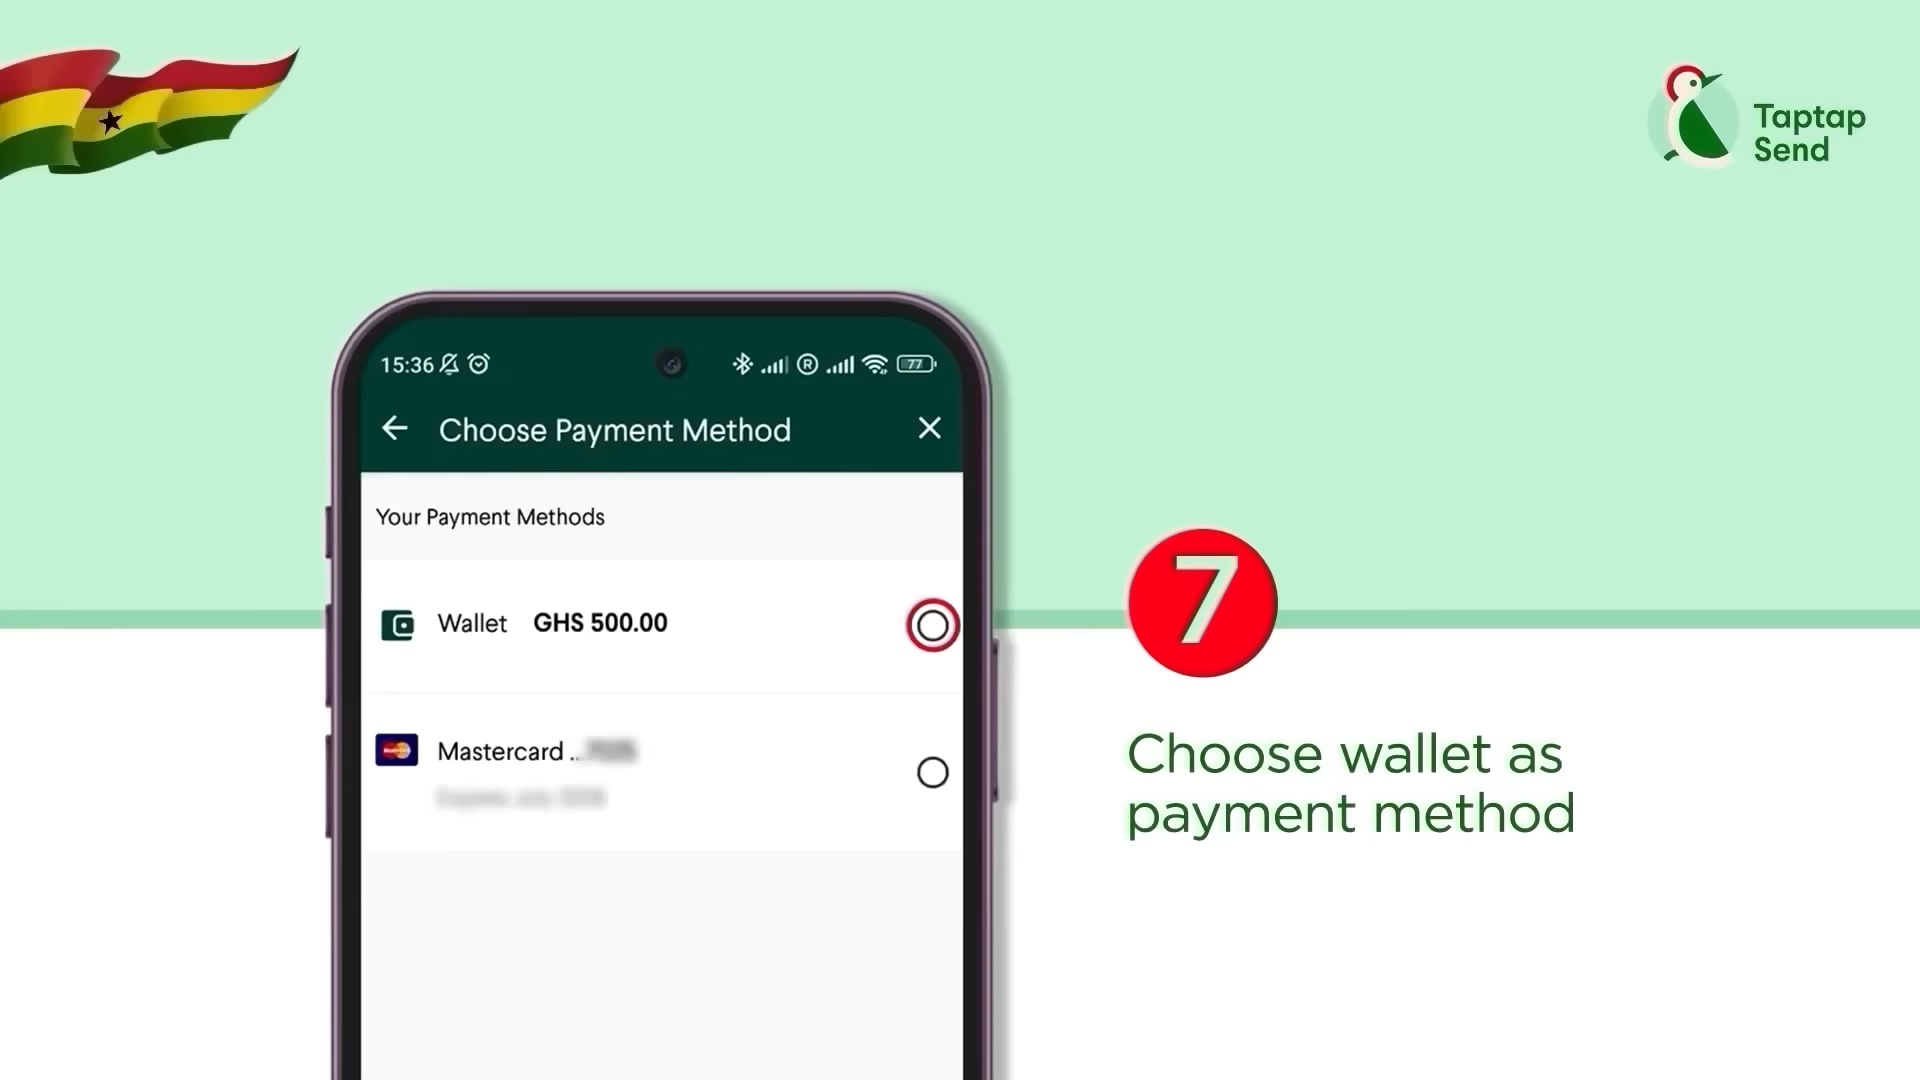 Taptap
Send
15:36
77
Choose Payment Method
Your Payment Methods
Wallet GHS 500.00
Mastercard ..
7
Choose wallet as
payment method